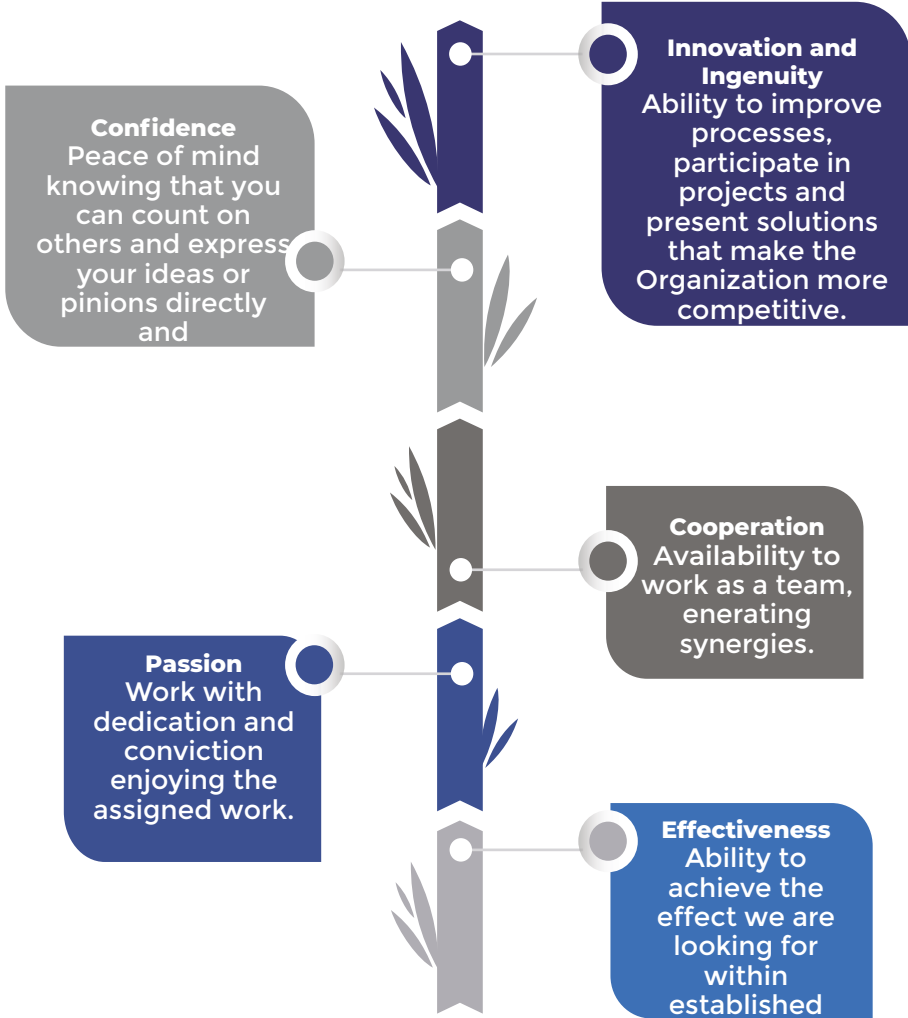 Innovation and
Ingenuity
Ability to improve
processes,
participate in
projects and
present solutions
that make the
Organization more
competitive.
Confidence
Peace of mind
knowing that you
can count on
others and express
your ideas or
pinions directly
and
Cooperation
Availability to
work as a team,
enerating
synergies.
Passion
Work with
dedication and
conviction
enjoying the
assigned work.
Effectiveness
Ability to
achieve the
effect we are
looking for
within
established